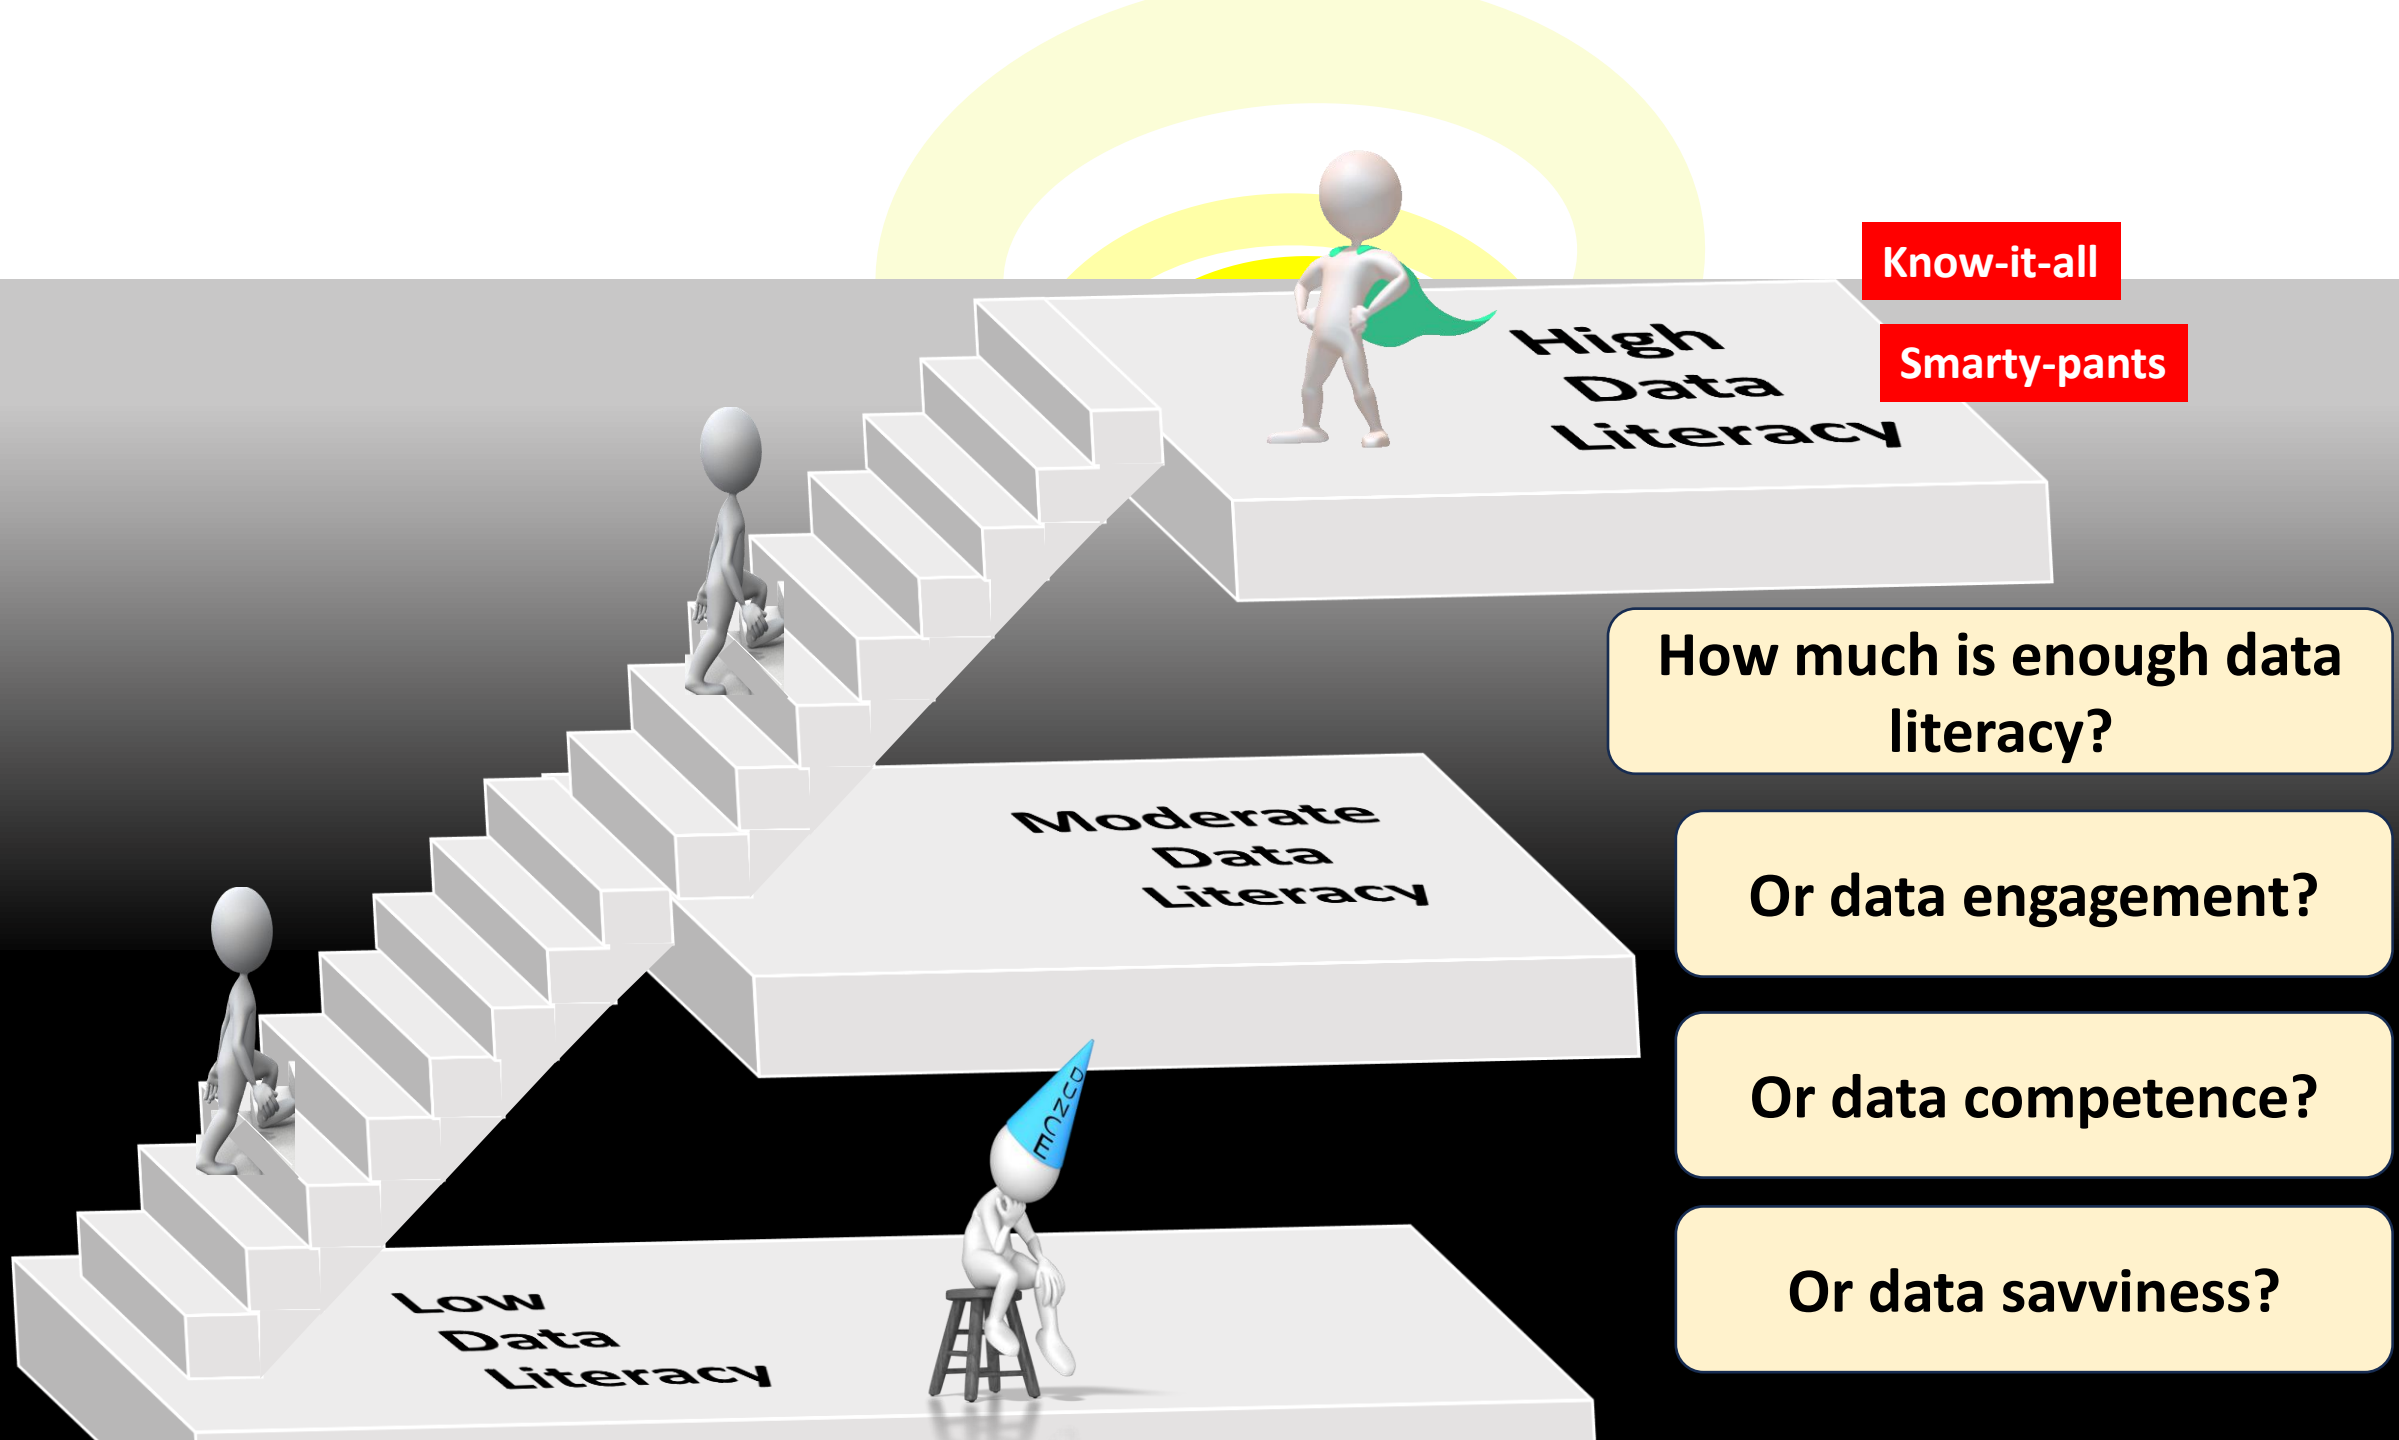 Know-it-all
Smarty-pants
High
Data
Literacy
How much is enough data
literacy?
Moderate
Data
Literacy
Or data engagement?
Or data competence?
DUNCE
Or data savviness?
Low
Data
Literacy